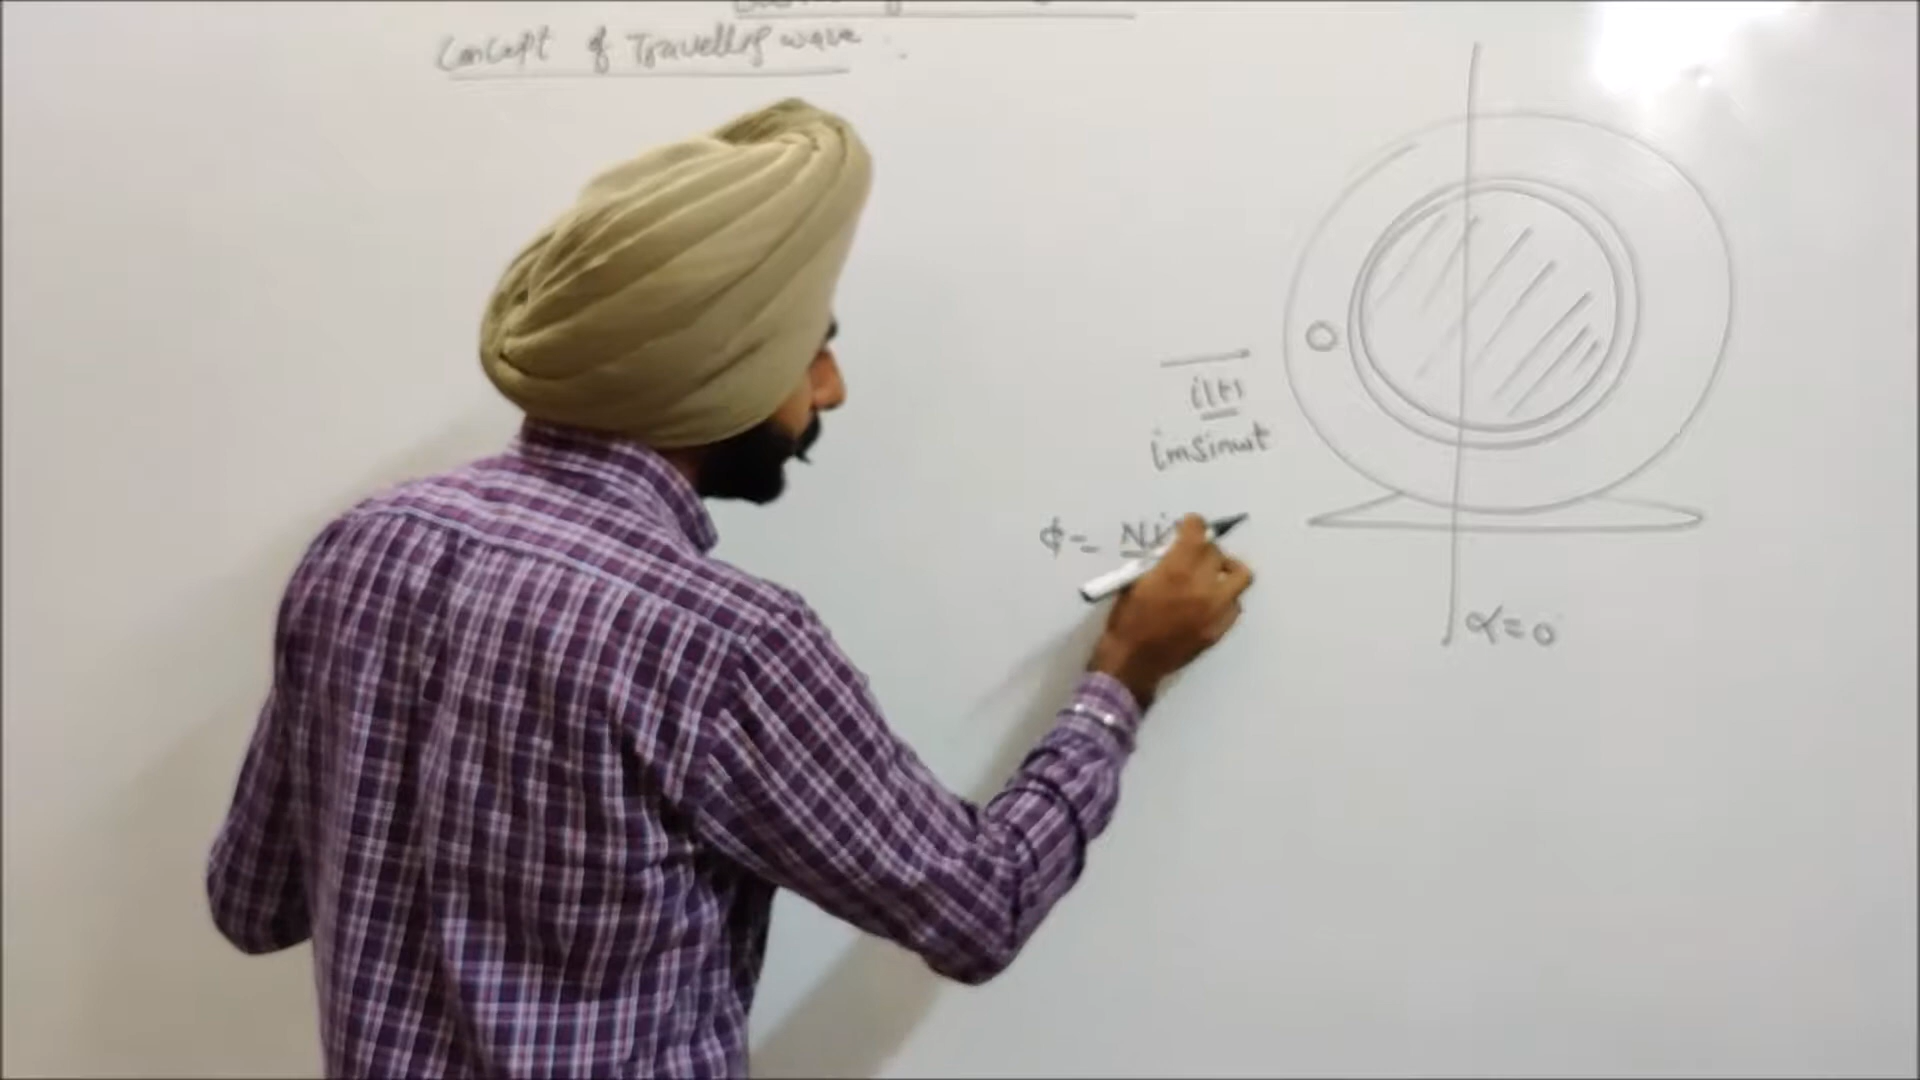 Concept of Travelling wave :
i(t)
imsinwt
ϕ = Ni
α = 0